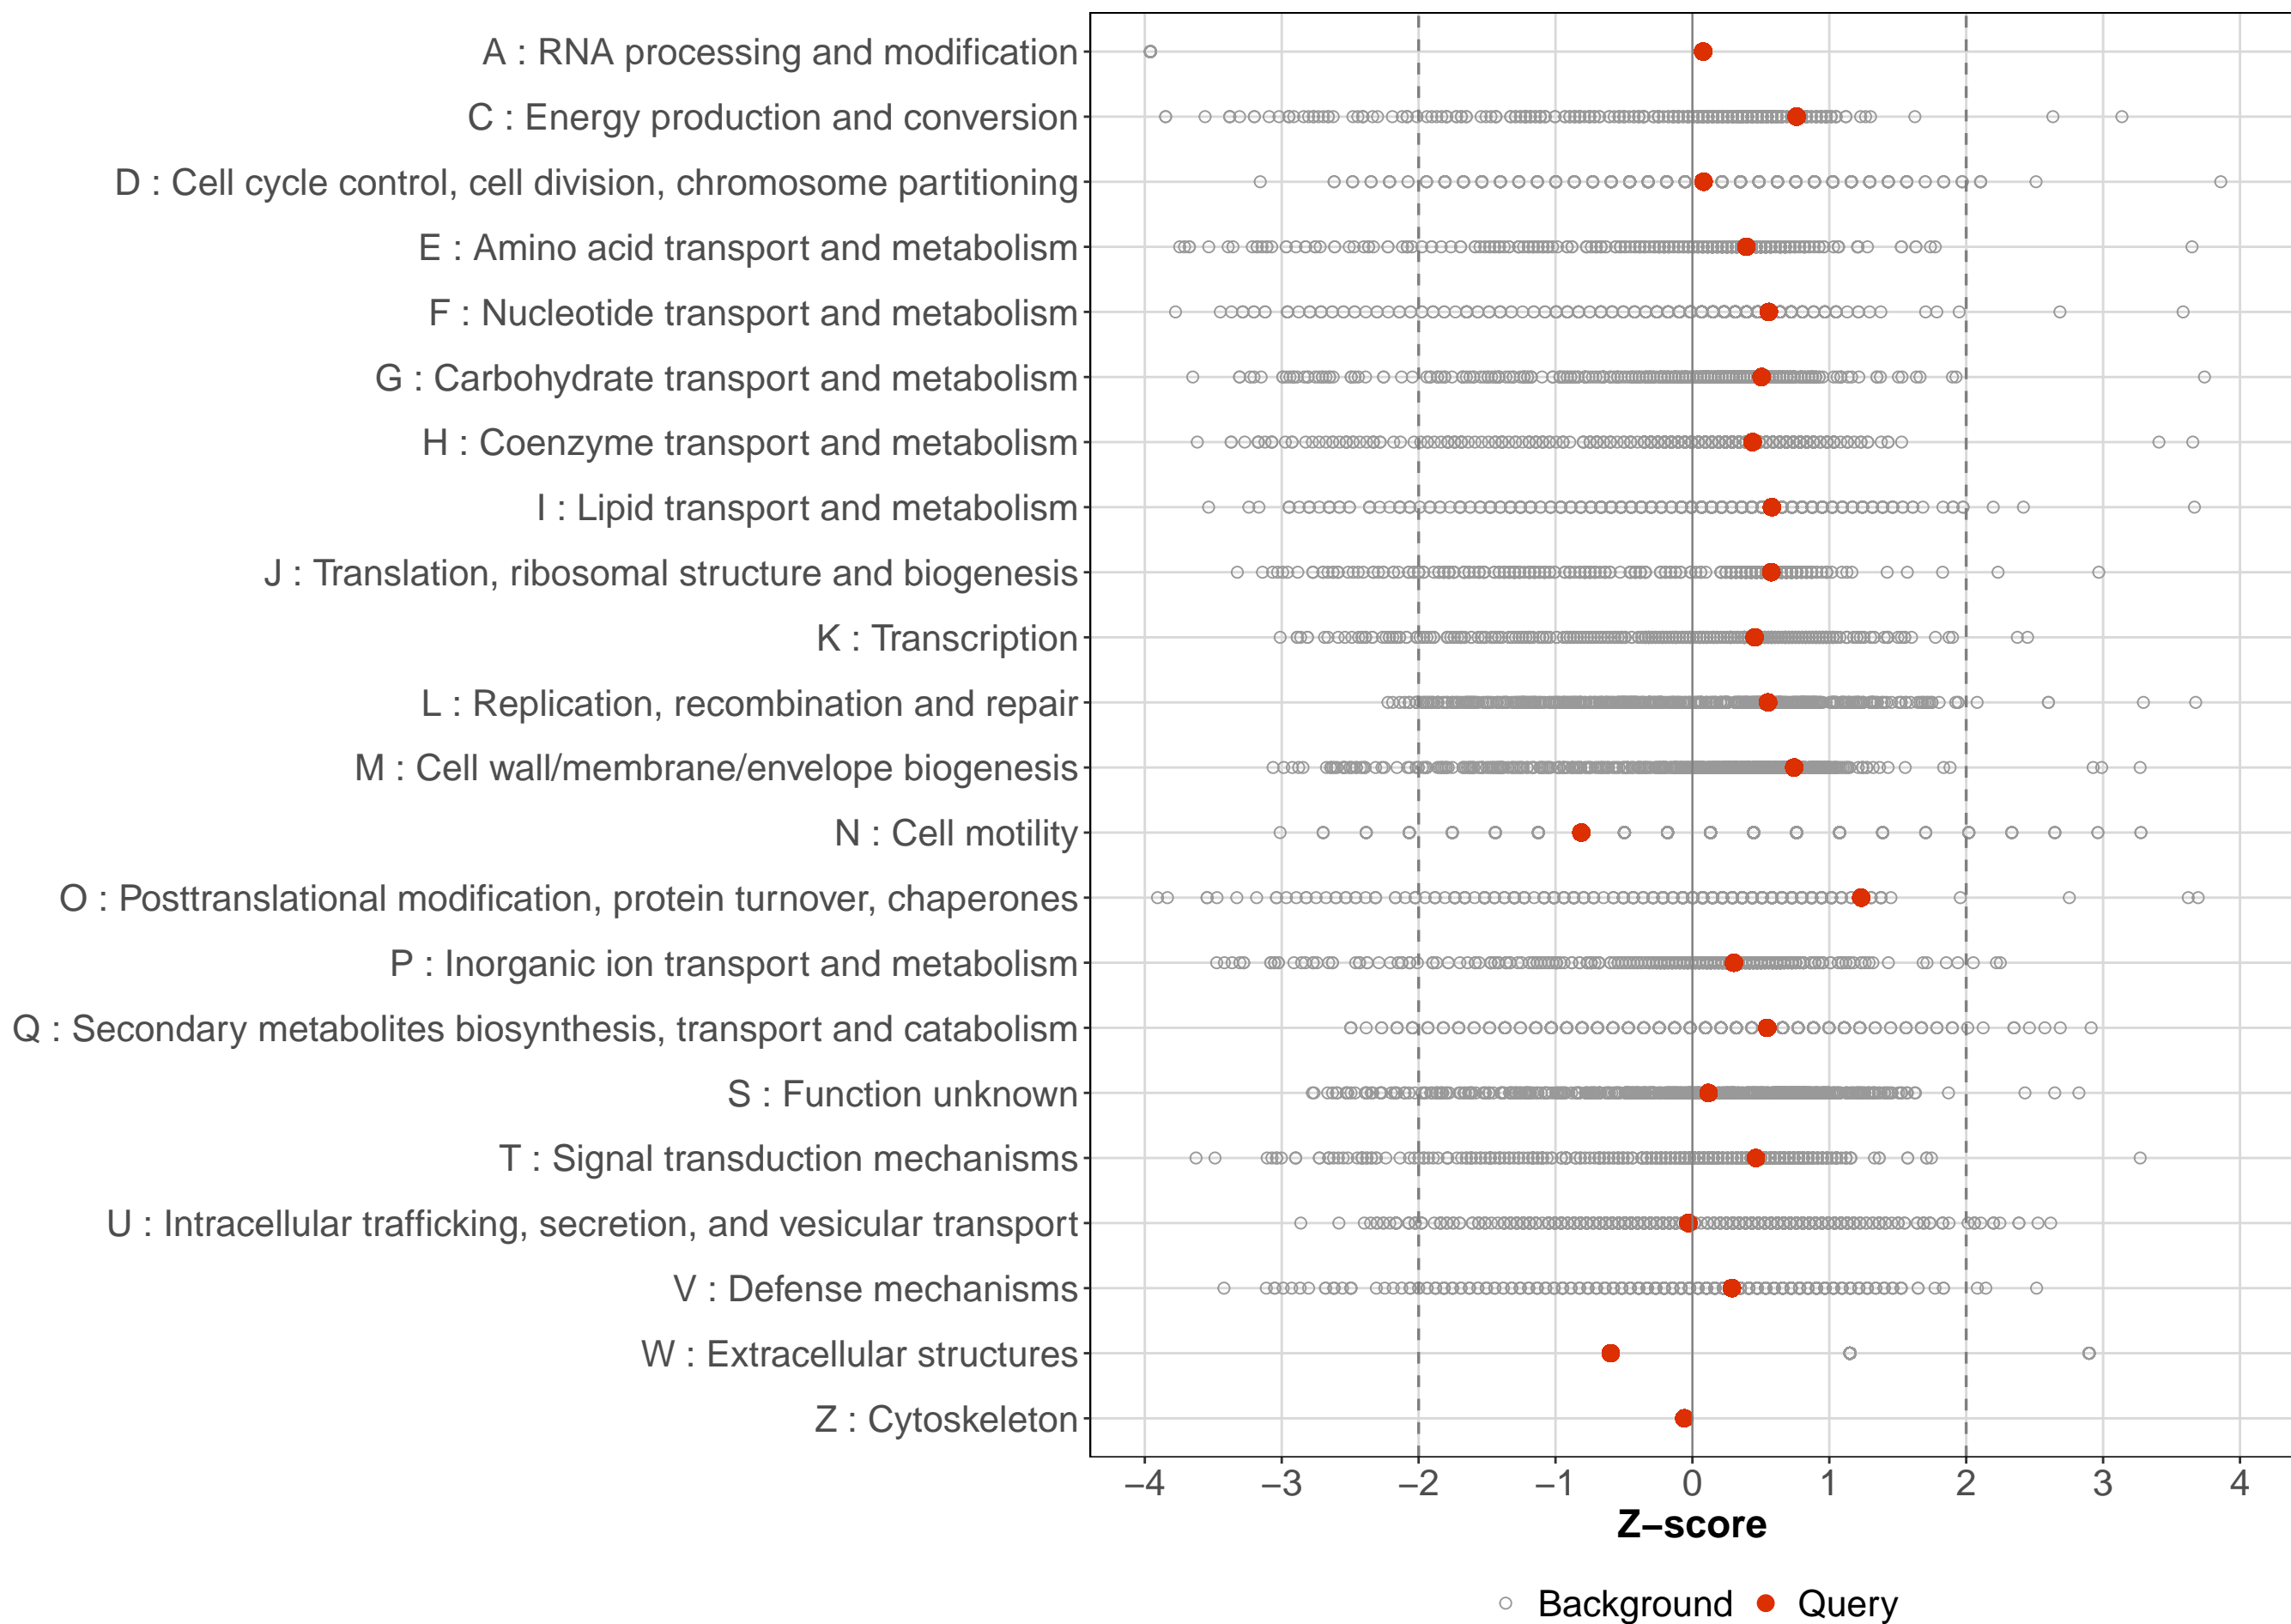 A : RNA processing and modification
C : Energy production and conversion
D : Cell cycle control, cell division, chromosome partitioning
E : Amino acid transport and metabolism
F : Nucleotide transport and metabolism
G : Carbohydrate transport and metabolism
H : Coenzyme transport and metabolism
I : Lipid transport and metabolism
J : Translation, ribosomal structure and biogenesis
K : Transcription
L : Replication, recombination and repair
M : Cell wall/membrane/envelope biogenesis
N : Cell motility
O : Posttranslational modification, protein turnover, chaperones
P : Inorganic ion transport and metabolism
Q : Secondary metabolites biosynthesis, transport and catabolism
S : Function unknown
T : Signal transduction mechanisms
U : Intracellular trafficking, secretion, and vesicular transport
V : Defense mechanisms
W : Extracellular structures
Z : Cytoskeleton
−4 −3 −2 −1 0 1 2 3 4
Z−score
Background Query